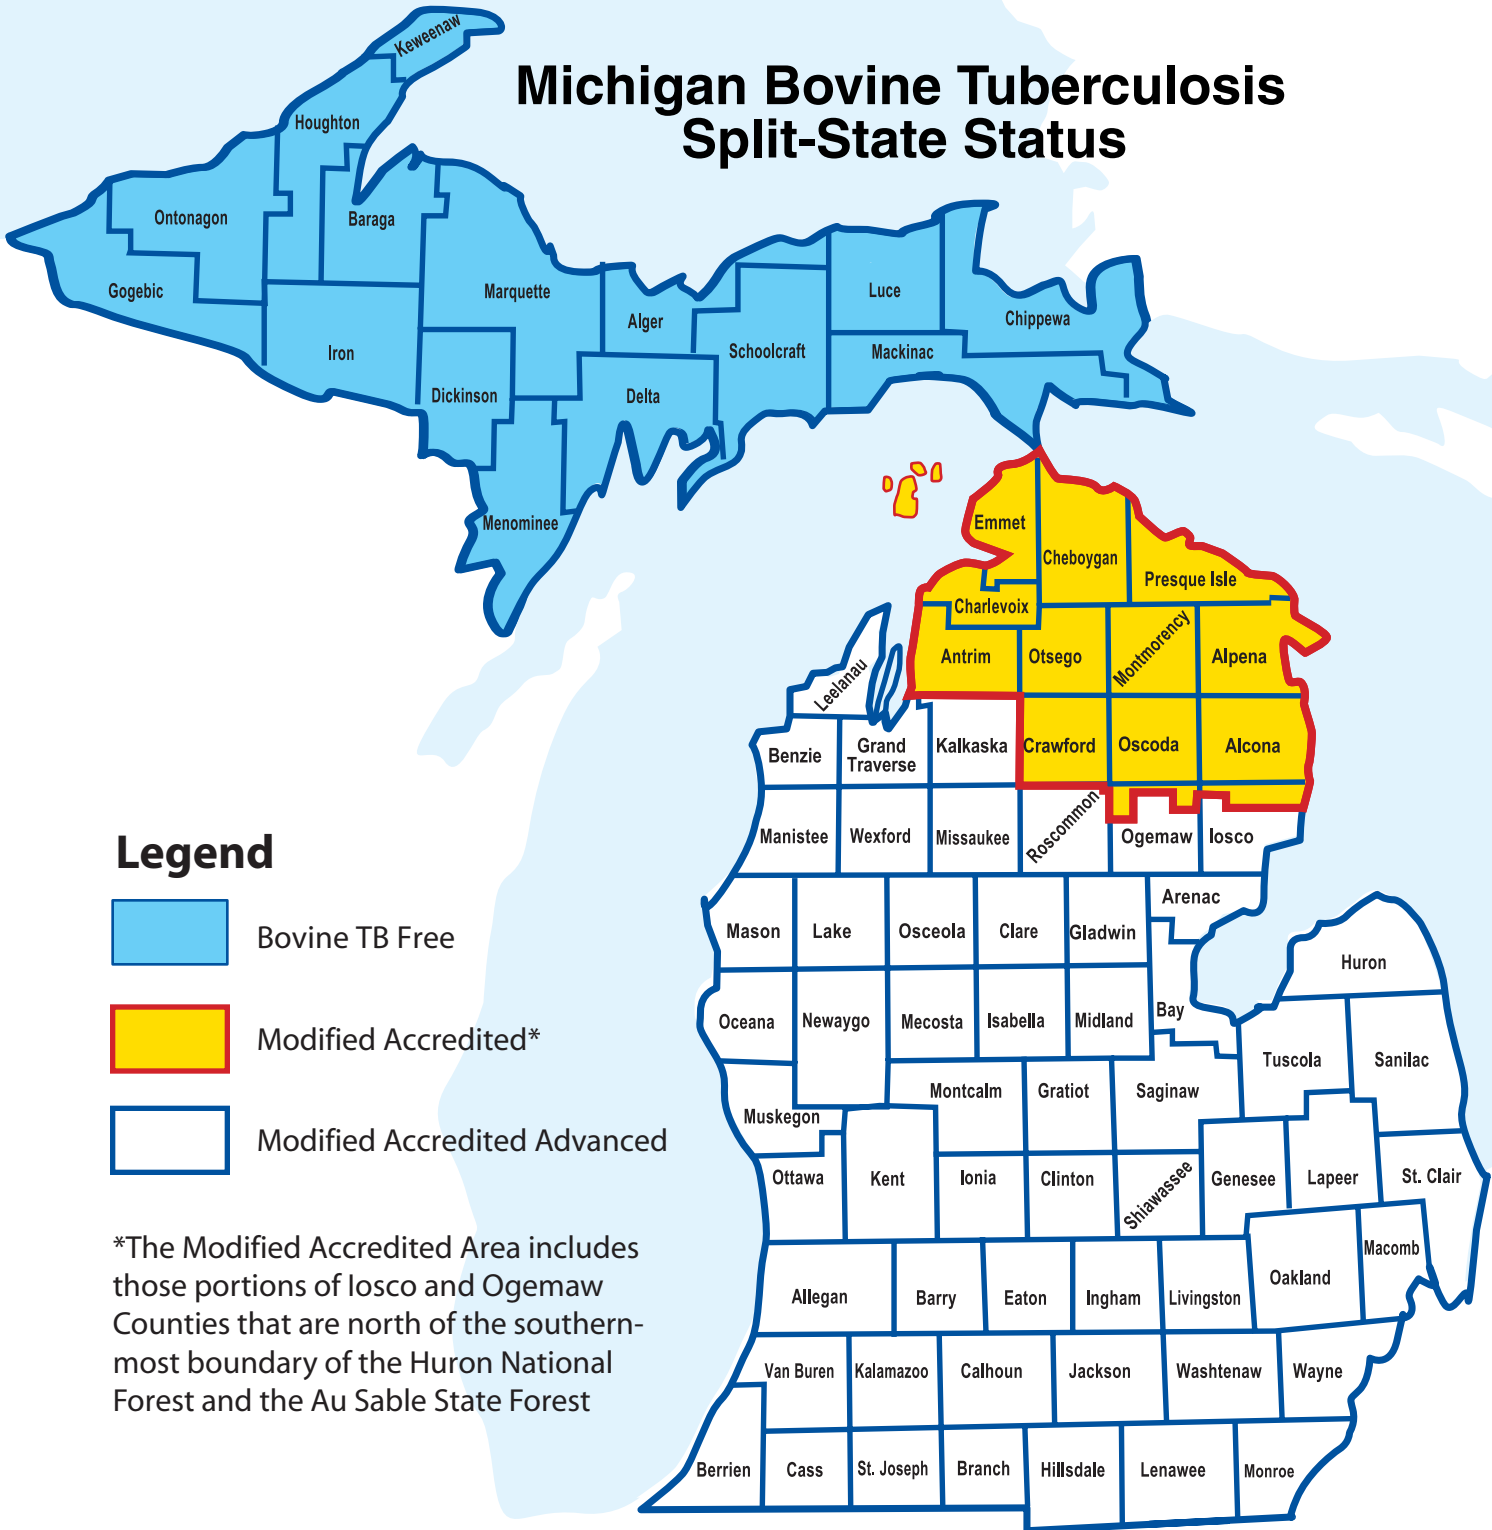 Michigan Bovine Tuberculosis
Split-State Status
Keweenaw
Houghton
Ontonagon
Baraga
Gogebic
Marquette
Alger
Luce
Chippewa
Iron
Schoolcraft
Mackinac
Dickinson
Delta
Menominee
Emmet
Cheboygan
Presque Isle
Charlevoix
Antrim
Otsego
Montmorency
Alpena
Leelanau
Benzie
Grand
Traverse
Kalkaska
Crawford
Oscoda
Alcona
Manistee
Wexford
Missaukee
Roscommon
Ogemaw
Iosco
Mason
Lake
Osceola
Clare
Gladwin
Arenac
Huron
Oceana
Newaygo
Mecosta
Isabella
Midland
Bay
Tuscola
Sanilac
Muskegon
Montcalm
Gratiot
Saginaw
Ottawa
Kent
Ionia
Clinton
Shiawassee
Genesee
Lapeer
St. Clair
Allegan
Barry
Eaton
Ingham
Livingston
Oakland
Macomb
Van Buren
Kalamazoo
Calhoun
Jackson
Washtenaw
Wayne
Berrien
Cass
St. Joseph
Branch
Hillsdale
Lenawee
Monroe
Legend
Bovine TB Free
Modified Accredited*
Modified Accredited Advanced
*The Modified Accredited Area includes
those portions of Iosco and Ogemaw
Counties that are north of the southern-
most boundary of the Huron National
Forest and the Au Sable State Forest